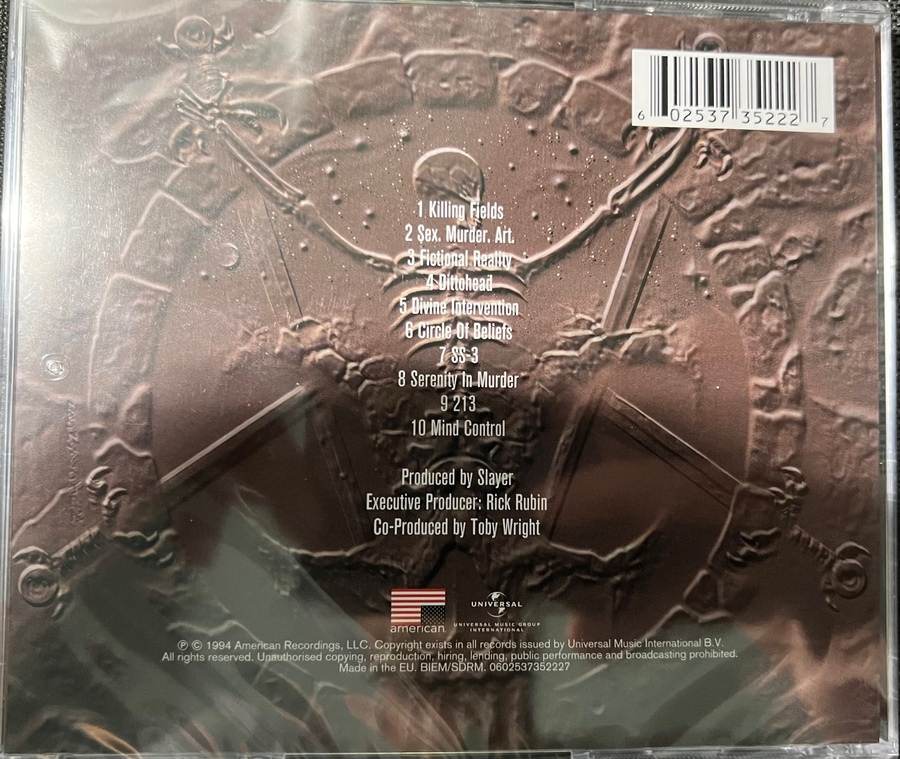 6 02537 35222 7
1 Killing Fields
2 Sex. Murder. Art.
3 Fictional Reality
4 Dittohead
5 Divine Intervention
6 Circle Of Beliefs
7 SS-3
8 Serenity In Murder
9 213
10 Mind Control
Produced by Slayer
Executive Producer: Rick Rubin
Co-Produced by Toby Wright
american
UNIVERSAL
UNIVERSAL MUSIC GROUP
INTERNATIONAL
℗ © 1994 American Recordings, LLC. Copyright exists in all records issued by Universal Music International B.V.
All rights reserved. Unauthorised copying, reproduction, hiring, lending, public performance and broadcasting prohibited.
Made in the EU. BIEM/SDRM. 0602537352227